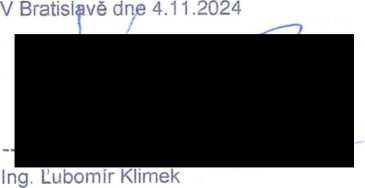 V Bratislavě dne 4.11.2024
Ing. Ľubomír Klimek